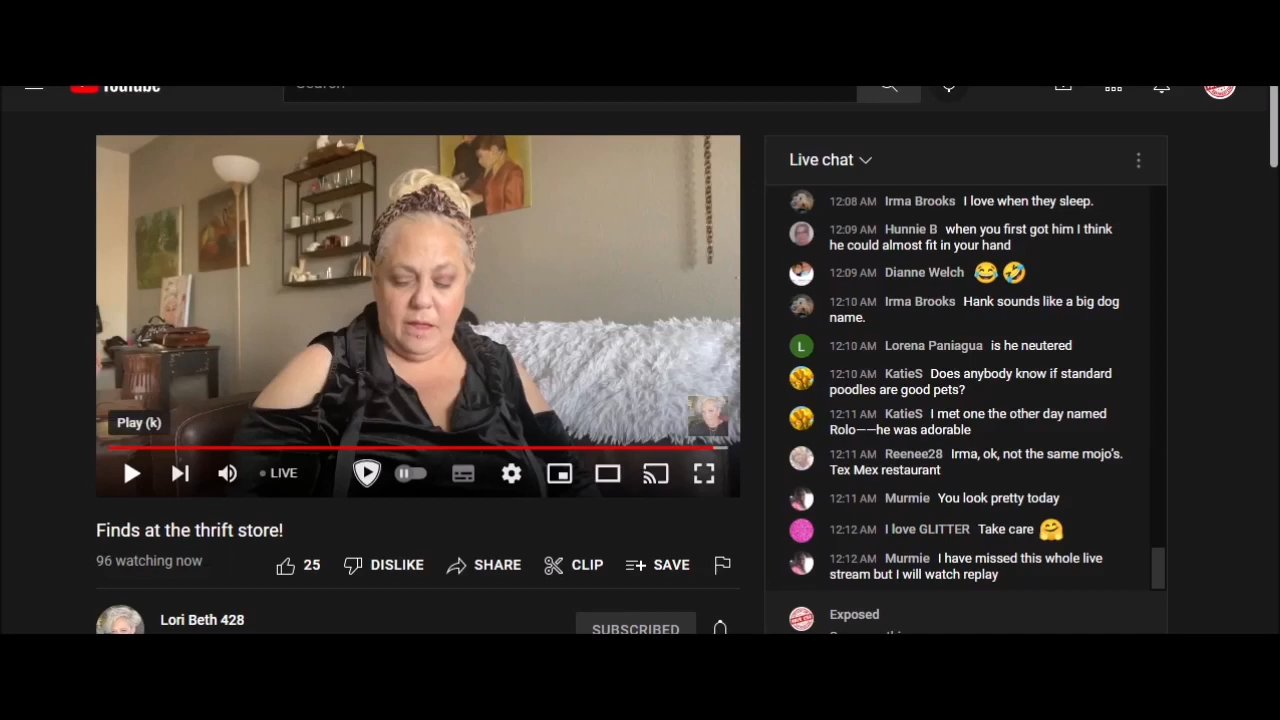 YouTube
Search
Live chat
12:08 AM Irma Brooks I love when they sleep.
12:09 AM Hunnie B when you first got him I think
he could almost fit in your hand
12:09 AM Dianne Welch 😂 🤣
12:10 AM Irma Brooks Hank sounds like a big dog
name.
L
12:10 AM Lorena Paniagua is he neutered
12:10 AM KatieS Does anybody know if standard
poodles are good pets?
12:11 AM KatieS I met one the other day named
Rolo——he was adorable
12:11 AM Reenee28 Irma, ok, not the same mojo's.
Tex Mex restaurant
12:11 AM Murmie You look pretty today
12:12 AM I love GLITTER Take care 🤗
12:12 AM Murmie I have missed this whole live
stream but I will watch replay
Exposed
Play (k)
LIVE
Finds at the thrift store!
96 watching now
25 DISLIKE SHARE CLIP SAVE
Lori Beth 428
SUBSCRIBED